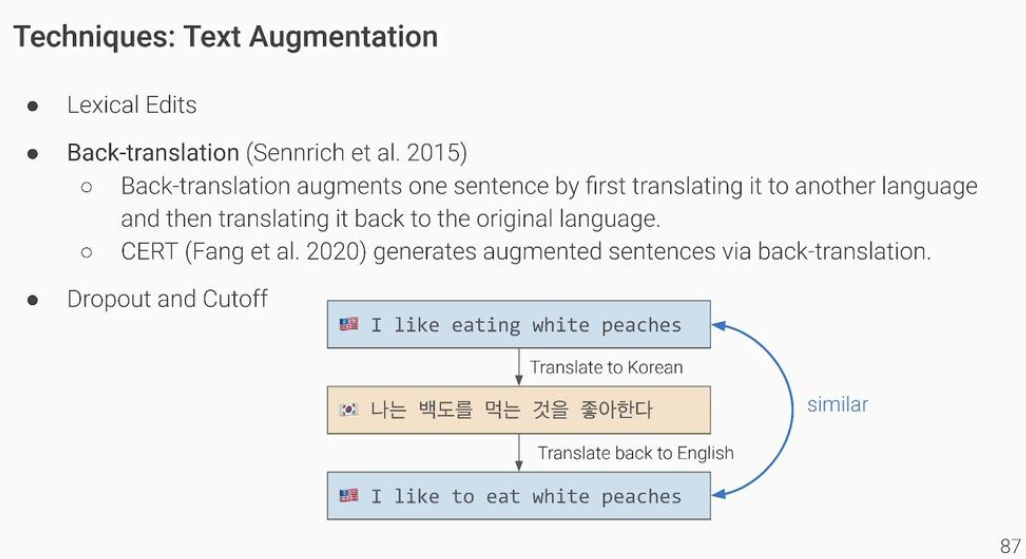 Techniques: Text Augmentation
● Lexical Edits
● Back-translation (Sennrich et al. 2015)
○ Back-translation augments one sentence by first translating it to another language
and then translating it back to the original language.
○ CERT (Fang et al. 2020) generates augmented sentences via back-translation.
● Dropout and Cutoff
🇺🇸 I like eating white peaches
Translate to Korean
🇰🇷 나는 백도를 먹는 것을 좋아한다
similar
Translate back to English
🇺🇸 I like to eat white peaches
87